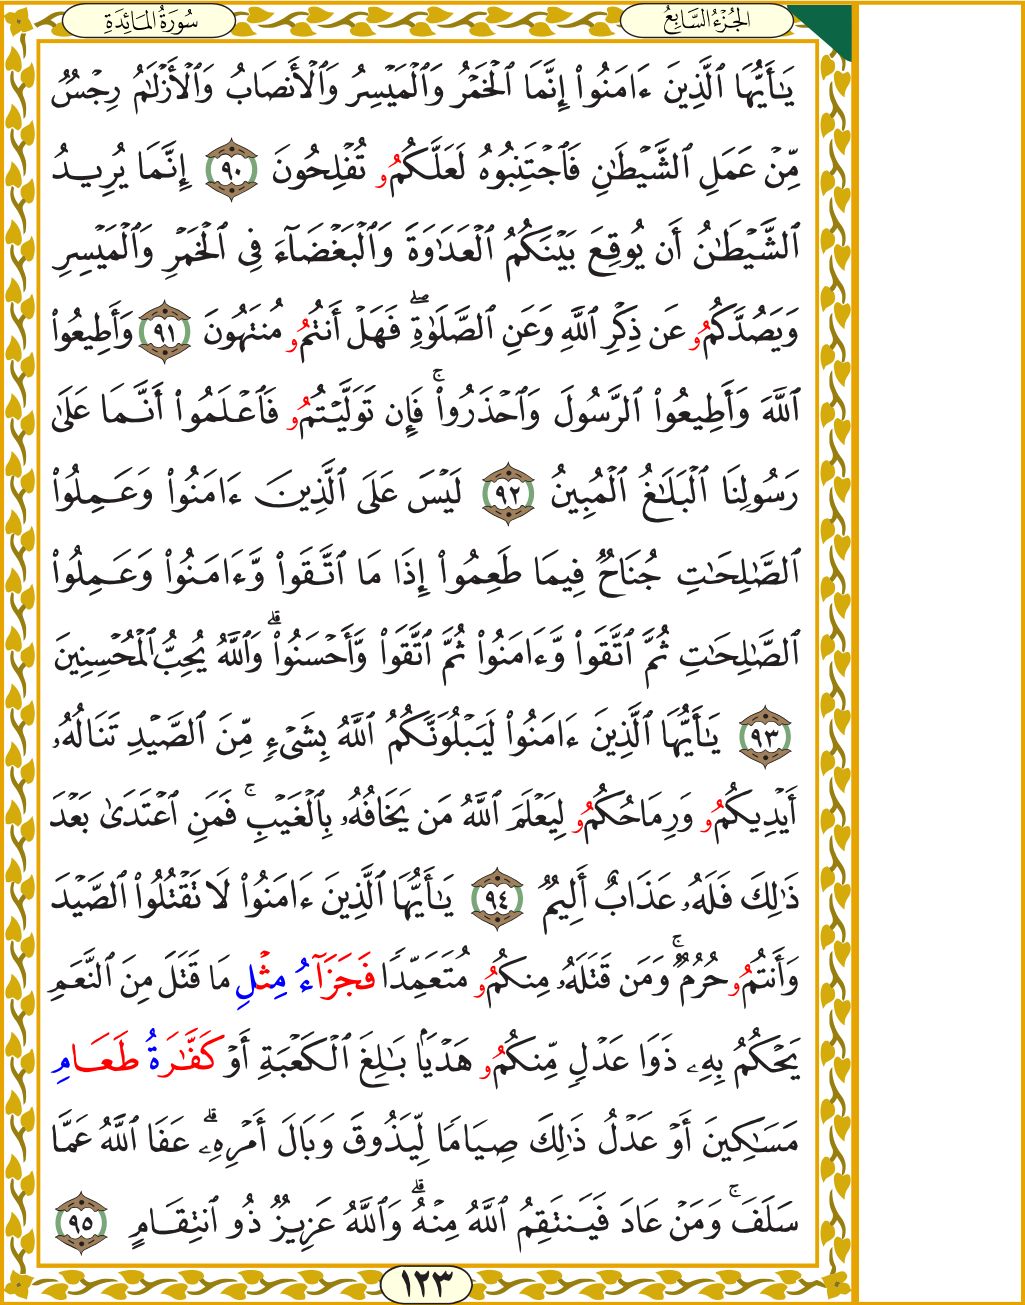 الجُزْءُ السَّابِعُ
سُورَةُ المَائِدَةِ
يَـٰٓأَيُّهَا ٱلَّذِينَ ءَامَنُوٓا۟ إِنَّمَا ٱلْخَمْرُ وَٱلْمَيْسِرُ وَٱلْأَنصَابُ وَٱلْأَزْلَـٰمُ رِجْسٌ
مِّنْ عَمَلِ ٱلشَّيْطَـٰنِ فَٱجْتَنِبُوهُ لَعَلَّكُمُو تُفْلِحُونَ ٩٠ إِنَّمَا يُرِيدُ
ٱلشَّيْطَـٰنُ أَن يُوقِعَ بَيْنَكُمُ ٱلْعَدَٰوَةَ وَٱلْبَغْضَآءَ فِى ٱلْخَمْرِ وَٱلْمَيْسِرِ
وَيَصُدَّكُمُو عَن ذِكْرِ ٱللَّهِ وَعَنِ ٱلصَّلَوٰةِ ۖ فَهَلْ أَنتُمُو مُنتَهُونَ ٩١ وَأَطِيعُوا۟
ٱللَّهَ وَأَطِيعُوا۟ ٱلرَّسُولَ وَٱحْذَرُوا۟ ۚ فَإِن تَوَلَّيْتُمُو فَٱعْلَمُوٓا۟ أَنَّمَا عَلَىٰ
رَسُولِنَا ٱلْبَلَـٰغُ ٱلْمُبِينُ ٩٢ لَيْسَ عَلَى ٱلَّذِينَ ءَامَنُوا۟ وَعَمِلُوا۟
ٱلصَّـٰلِحَـٰتِ جُنَاحٌ فِيمَا طَعِمُوٓا۟ إِذَا مَا ٱتَّقَوا۟ وَّءَامَنُوا۟ وَعَمِلُوا۟
ٱلصَّـٰلِحَـٰتِ ثُمَّ ٱتَّقَوا۟ وَّءَامَنُوا۟ ثُمَّ ٱتَّقَوا۟ وَّأَحْسَنُوا۟ ۗ وَٱللَّهُ يُحِبُّ ٱلْمُحْسِنِينَ
٩٣ يَـٰٓأَيُّهَا ٱلَّذِينَ ءَامَنُوا۟ لَيَبْلُوَنَّكُمُ ٱللَّهُ بِشَىْءٍ مِّنَ ٱلصَّيْدِ تَنَالُهُۥٓ
أَيْدِيكُمُو وَرِمَاحُكُمُو لِيَعْلَمَ ٱللَّهُ مَن يَخَافُهُۥ بِٱلْغَيْبِ ۚ فَمَنِ ٱعْتَدَىٰ بَعْدَ
ذَٰلِكَ فَلَهُۥ عَذَابٌ أَلِيمٌ ٩٤ يَـٰٓأَيُّهَا ٱلَّذِينَ ءَامَنُوا۟ لَا تَقْتُلُوا۟ ٱلصَّيْدَ
وَأَنتُمُو حُرُمٌ ۚ وَمَن قَتَلَهُۥ مِنكُمُو مُتَعَمِّدًا فَجَزَآءُ مِثْلِ مَا قَتَلَ مِنَ ٱلنَّعَمِ
يَحْكُمُ بِهِۦ ذَوَا عَدْلٍ مِّنكُمُو هَدْيًۢا بَـٰلِغَ ٱلْكَعْبَةِ أَوْ كَفَّـٰرَةُ طَعَامِ
مَسَـٰكِينَ أَوْ عَدْلُ ذَٰلِكَ صِيَامًا لِّيَذُوقَ وَبَالَ أَمْرِهِۦ ۗ عَفَا ٱللَّهُ عَمَّا
سَلَفَ ۚ وَمَنْ عَادَ فَيَنتَقِمُ ٱللَّهُ مِنْهُ ۗ وَٱللَّهُ عَزِيزٌ ذُو ٱنتِقَامٍ ٩٥
١٢٣